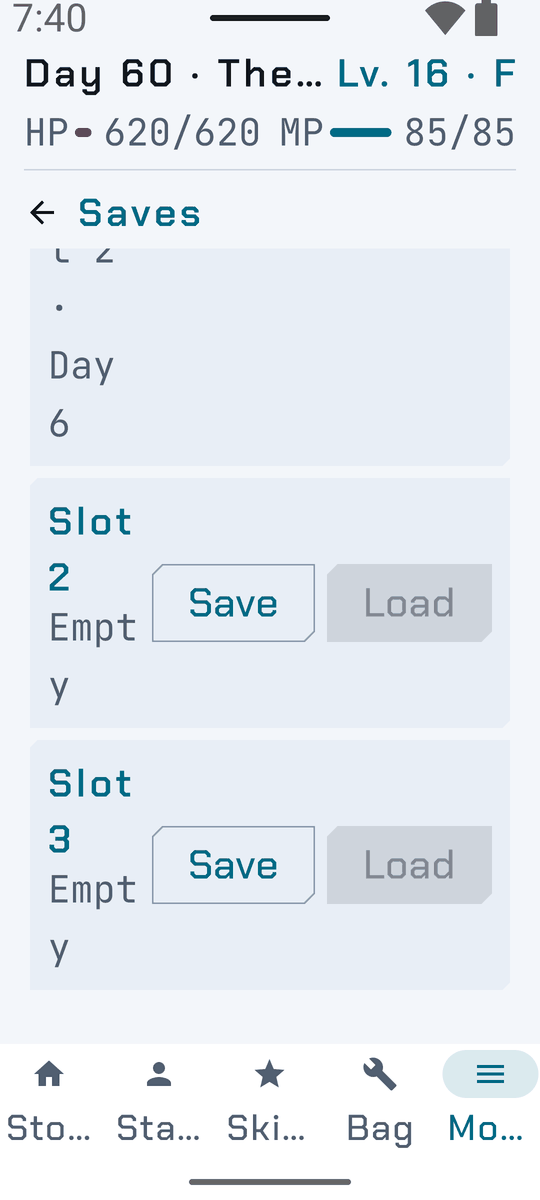 7:40
Day 60 · The… Lv. 16 · F
HP 620/620 MP 85/85
Saves
·
Day
6
Slot
2
Empt
y
Save
Load
Slot
3
Empt
y
Save
Load
Sto… Sta… Ski… Bag Mo…